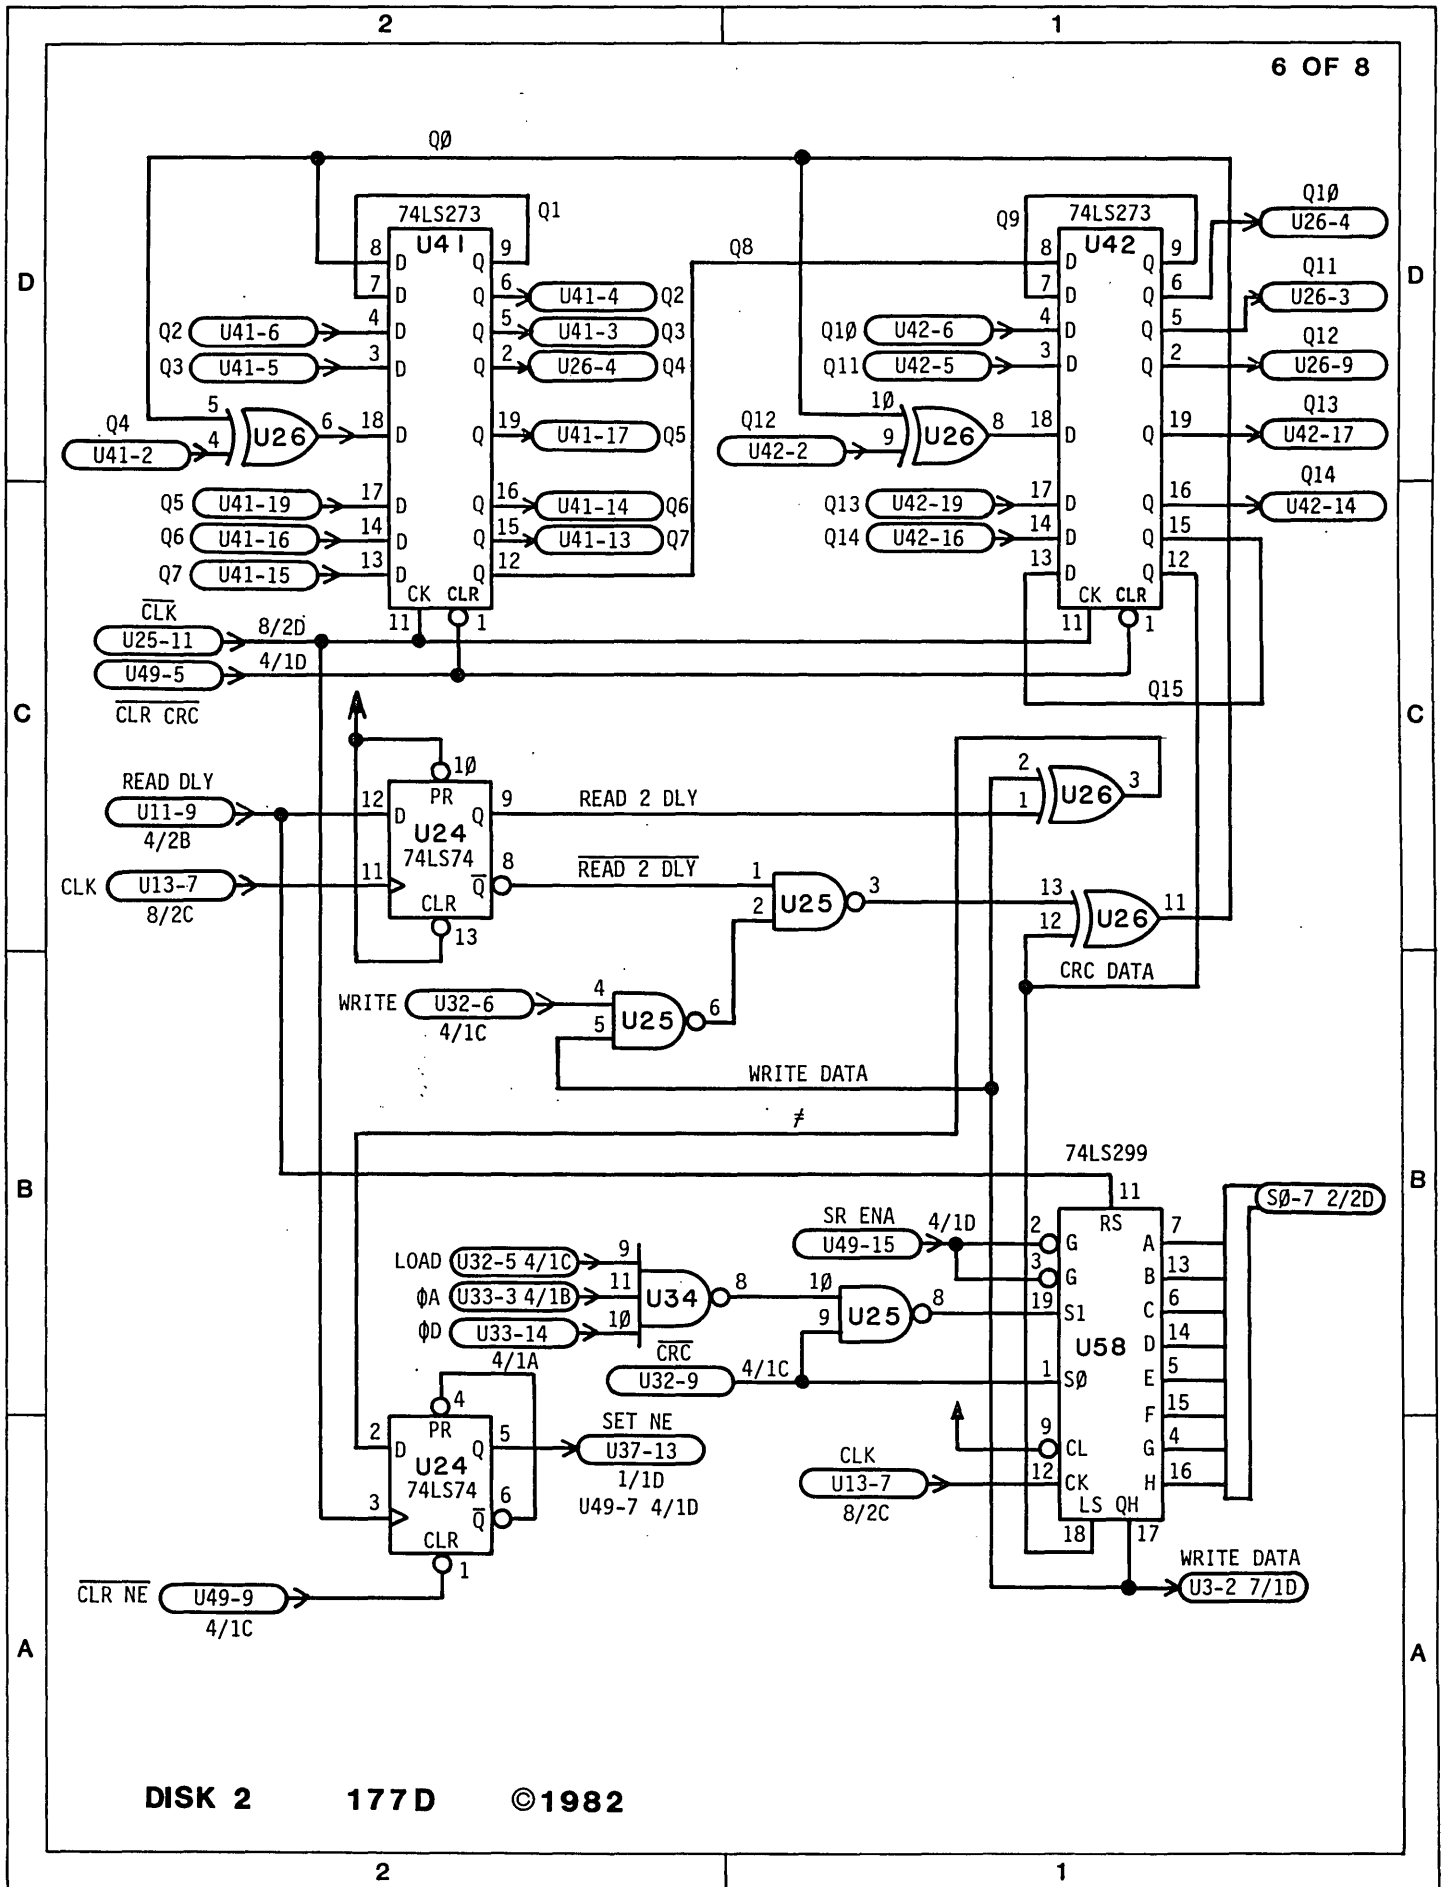 2 1
6 OF 8
D
D
C
C
B
B
A
A
QØ
74LS273
U41
Q1
8 D Q 9
7 D Q 6
U41-4 Q2
Q2 U41-6 4 D Q 5
U41-3 Q3
Q3 U41-5 3 D Q 2
U26-4 Q4
5
Q4 4
U41-2
U26 6 18 D Q 19
U41-17 Q5
Q5 U41-19 17 D Q 16
U41-14 Q6
Q6 U41-16 14 D Q 15
U41-13 Q7
Q7 U41-15 13 D Q 12
CK CLR
11 1
Q8
Q9
74LS273
U42
8 D Q 9
Q1Ø
U26-4
7 D Q 6
Q11
U26-3
Q1Ø U42-6 4 D Q 5
Q12
U26-9
Q11 U42-5 3 D Q 2
Q13
U42-17
10
Q12 9
U42-2
U26 8 18 D Q 19
Q14
U42-14
Q13 U42-19 17 D Q 16
Q14 U42-16 14 D Q 15
13 D Q 12
CK CLR
11 1
Q15
CLK
U25-11 8/2D
U49-5 4/1D
CLR CRC
READ DLY
U11-9
4/2B
CLK U13-7
8/2C
1Ø
PR
12 D Q 9
U24
74LS74
11 Q 8
CLR
13
READ 2 DLY
READ 2 DLY
2
1
U26 3
1
2
U25 3
13
12
U26 11
CRC DATA
WRITE U32-6
4/1C
4
5
U25 6
WRITE DATA
≠
74LS299
11
RS
SØ-7 2/2D
SR ENA
U49-15 4/1D
2 G A 7
3 G B 13
19 S1 C 6
U58
D 14
1 SØ E 5
F 15
9 CL G 4
12 CK H 16
LS QH
18 17
LOAD U32-5 4/1C 9
ϕA U33-3 4/1B 11
ϕD U33-14 1Ø
4/1A
U34 8
1Ø
9
U25 8
CRC
U32-9 4/1C
CLK
U13-7
8/2C
4
PR
2 D Q 5
U24
74LS74
3 Q 6
CLR
1
SET NE
U37-13
1/1D
U49-7 4/1D
CLR NE U49-9
4/1C
WRITE DATA
U3-2 7/1D
DISK 2 177D ©1982
2 1